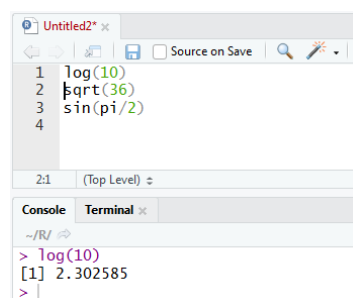 Untitled2* ×
Source on Save
1 log(10)
2 sqrt(36)
3 sin(pi/2)
4
2:1 (Top Level)
Console Terminal ×
~/R/
> log(10)
[1] 2.302585
>